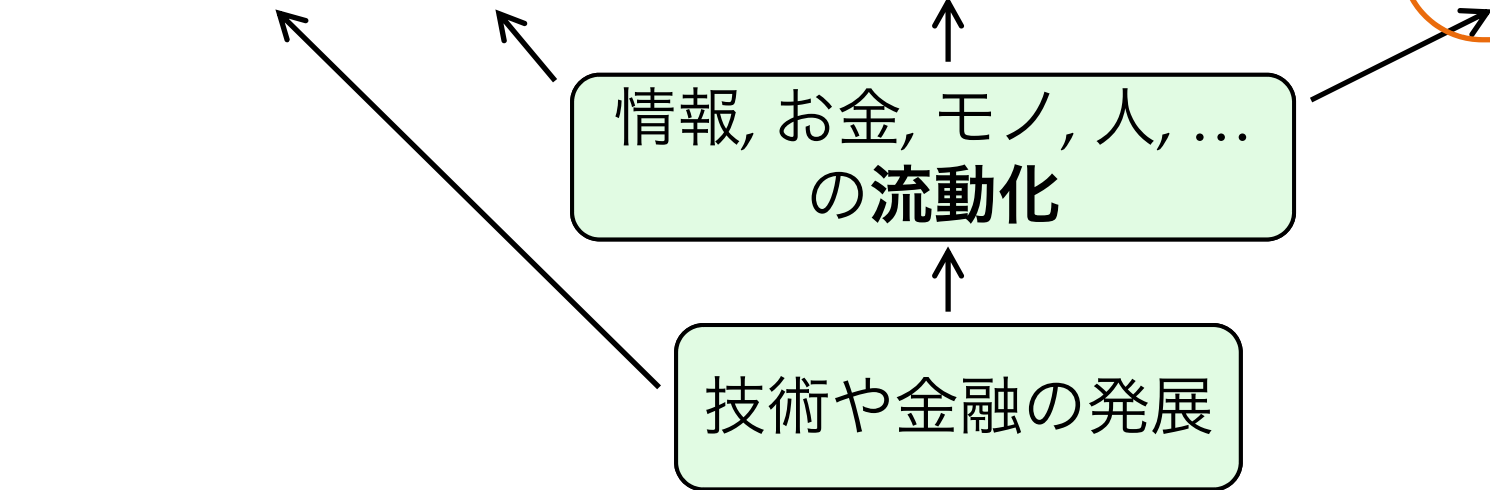 情報, お金, モノ, 人, …
の流動化
技術や金融の発展